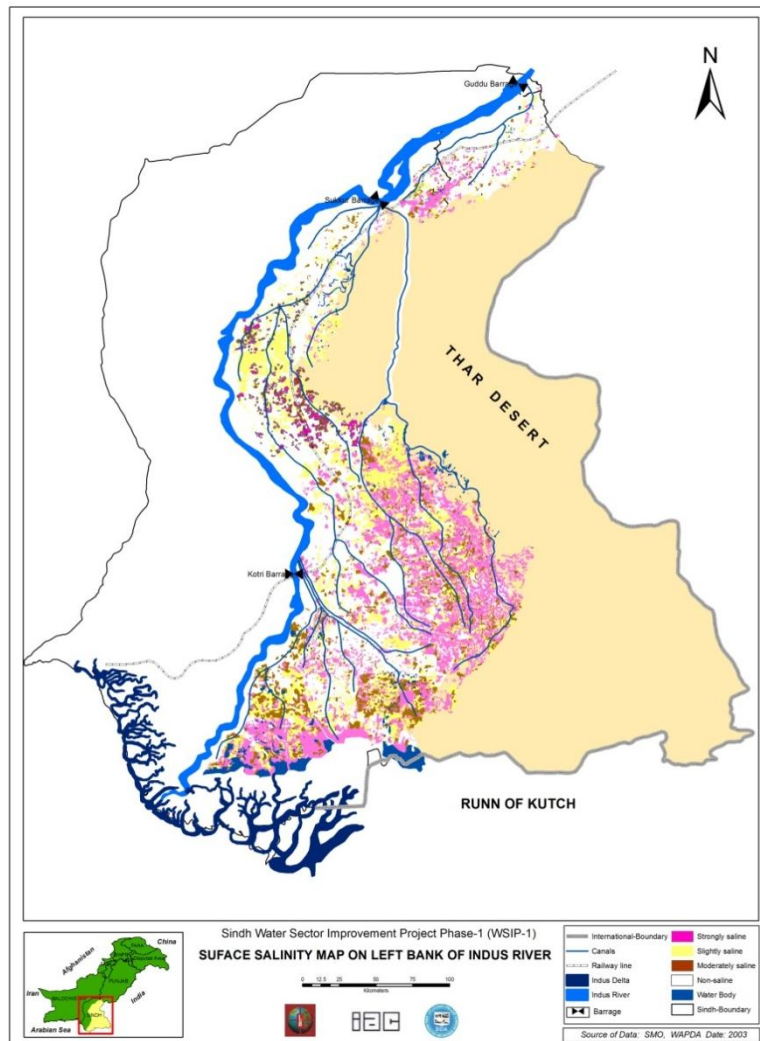 N
Guddu Barrage
Sukkur Barrage
THAR DESERT
Kotri Barra
RUNN OF KUTCH
Sindh Water Sector Improvement Project Phase-1 (WSIP-1)
SUFACE SALINITY MAP ON LEFT BANK OF INDUS RIVER
0 12.5 25 50 75 100
Kilometers
iac
China
Afghanistan
PUNJAB
Iran
India
Arabian Sea
International-Boundary
Canals
Railway line
Indus Delta
Indus River
Barrage
Strongly saline
Slightly saline
Moderately saline
Non-saline
Water Body
Sindh-Boundary
Source of Data: SMO, WAPDA Date: 2003